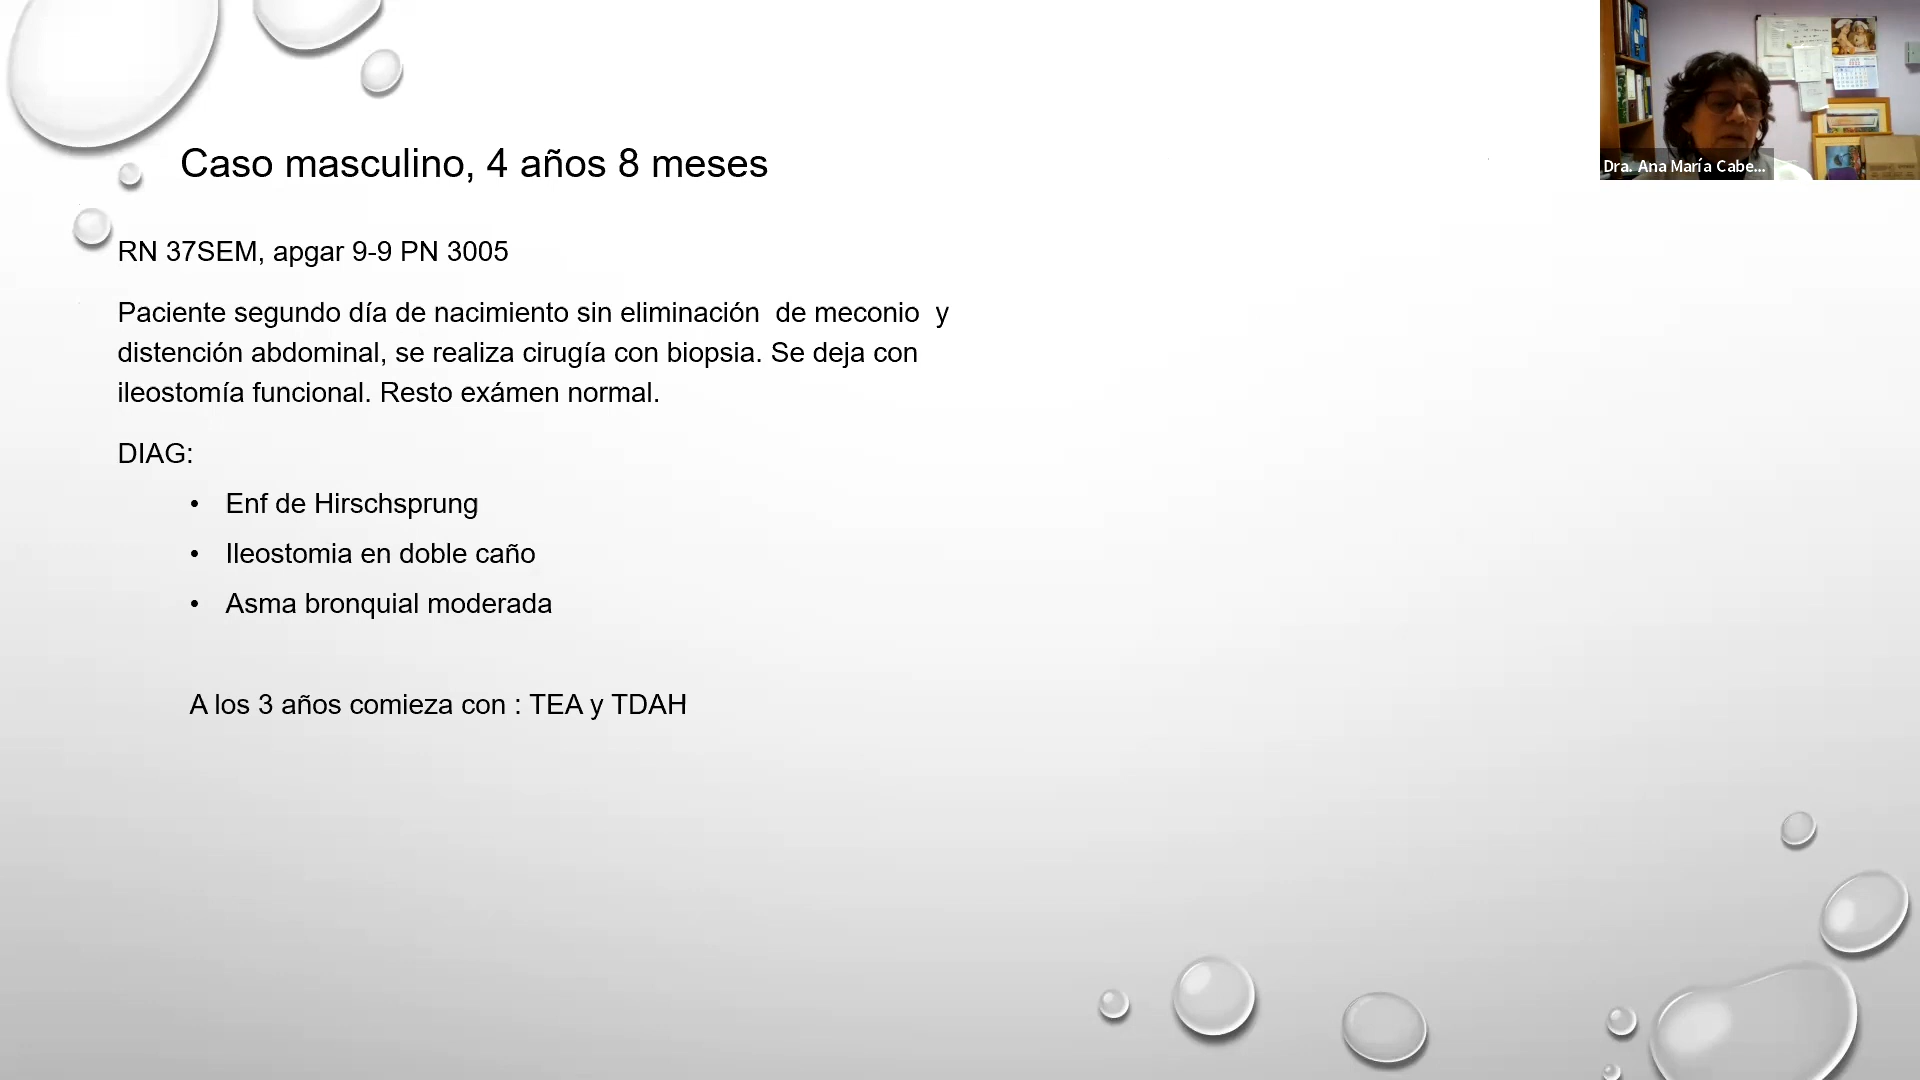 Caso masculino, 4 años 8 meses
RN 37SEM, apgar 9-9 PN 3005
Paciente segundo día de nacimiento sin eliminación de meconio y
distención abdominal, se realiza cirugía con biopsia. Se deja con
ileostomía funcional. Resto exámen normal.
DIAG:
• Enf de Hirschsprung
• Ileostomia en doble caño
• Asma bronquial moderada
A los 3 años comieza con : TEA y TDAH
Dra. Ana María Cabe...